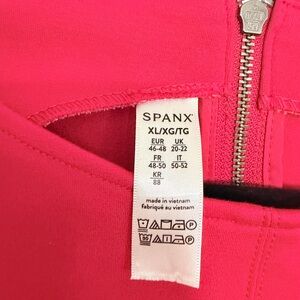 SPANX
XL/XG/TG
EUR UK
46-48 20-22
FR IT
48-50 50-52
KR
88
made in vietnam
fabriqué au vietnam